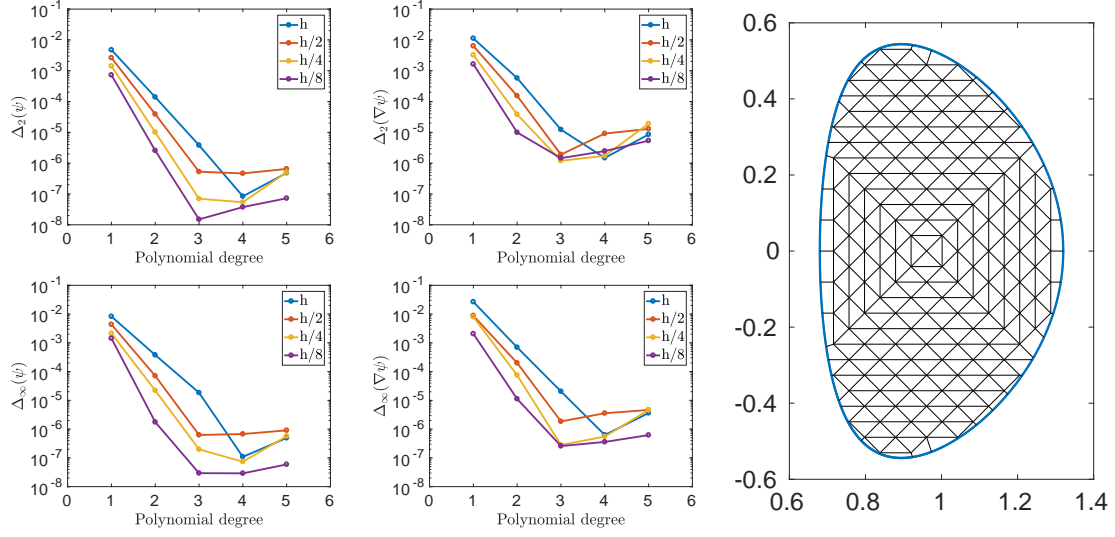 10^{-1}
10^{-2}
10^{-3}
10^{-4}
10^{-5}
10^{-6}
10^{-7}
10^{-8}
Δ_2(ψ)
h
h/2
h/4
h/8
0 1 2 3 4 5 6
Polynomial degree
10^{-1}
10^{-2}
10^{-3}
10^{-4}
10^{-5}
10^{-6}
10^{-7}
10^{-8}
Δ_2(∇ψ)
h
h/2
h/4
h/8
0 1 2 3 4 5 6
Polynomial degree
10^{-1}
10^{-2}
10^{-3}
10^{-4}
10^{-5}
10^{-6}
10^{-7}
10^{-8}
Δ_∞(ψ)
h
h/2
h/4
h/8
0 1 2 3 4 5 6
Polynomial degree
10^{-1}
10^{-2}
10^{-3}
10^{-4}
10^{-5}
10^{-6}
10^{-7}
10^{-8}
Δ_∞(∇ψ)
h
h/2
h/4
h/8
0 1 2 3 4 5 6
Polynomial degree
0.6
0.4
0.2
0
-0.2
-0.4
-0.6
0.6 0.8 1 1.2 1.4